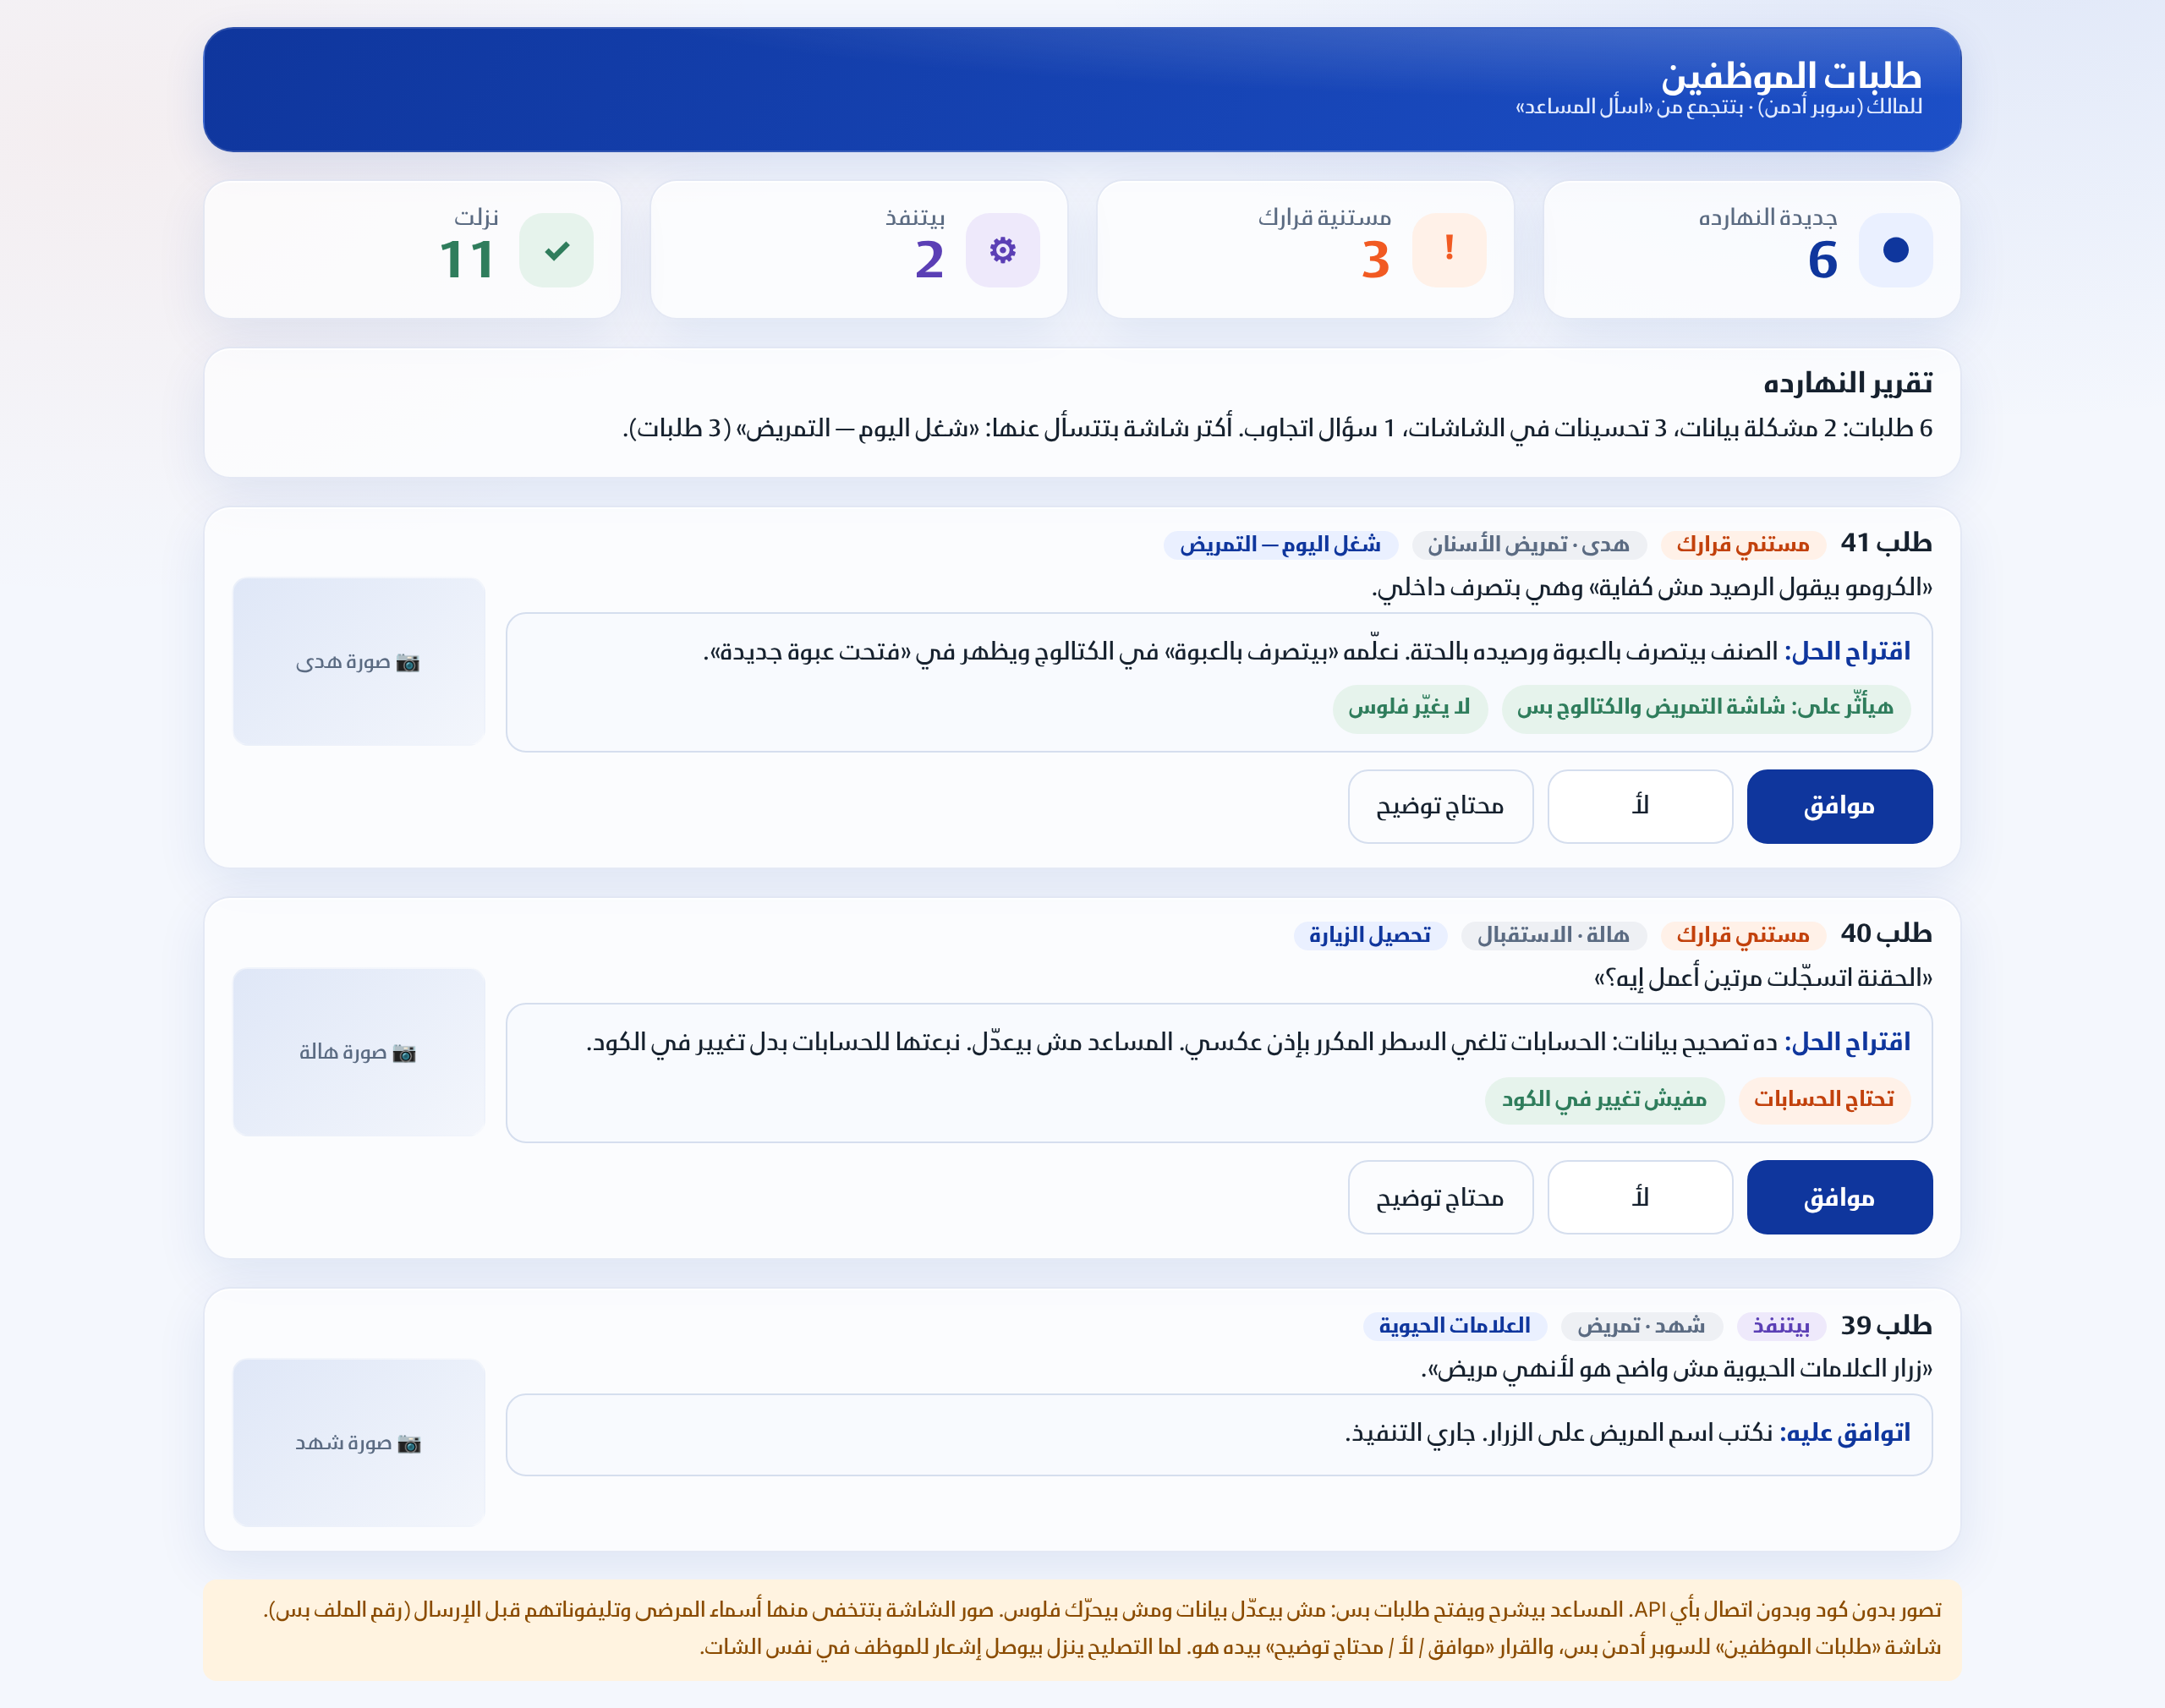 طلبات الموظفين
للمالك (سوبر أدمن) · بتتجمع من «اسأل المساعد»
جديدة النهارده
6
مستنية قرارك
3
بيتنفذ
2
نزلت
11
تقرير النهارده
6 طلبات: 2 مشكلة بيانات، 3 تحسينات في الشاشات، 1 سؤال اتجاوب. أكتر شاشة بتتسأل عنها: «شغل اليوم — التمريض» (3 طلبات).
طلب 41 مستني قرارك هدى · تمريض الأسنان شغل اليوم — التمريض
«الكرومو بيقول الرصيد مش كفاية» وهي بتصرف داخلي.
اقتراح الحل: الصنف بيتصرف بالعبوة ورصيده بالحتة. نعلّمه «بيتصرف بالعبوة» في الكتالوج ويظهر في «فتحت عبوة جديدة».
هيأثّر على: شاشة التمريض والكتالوج بس لا يغيّر فلوس
صورة هدى
موافق لأ محتاج توضيح
طلب 40 مستني قرارك هالة · الاستقبال تحصيل الزيارة
«الحقنة اتسجّلت مرتين أعمل إيه؟»
اقتراح الحل: ده تصحيح بيانات: الحسابات تلغي السطر المكرر بإذن عكسي. المساعد مش بيعدّل. نبعتها للحسابات بدل تغيير في الكود.
تحتاج الحسابات مفيش تغيير في الكود
صورة هالة
موافق لأ محتاج توضيح
طلب 39 بيتنفذ شهد · تمريض العلامات الحيوية
«زرار العلامات الحيوية مش واضح هو لأنهي مريض».
اتوافق عليه: نكتب اسم المريض على الزرار. جاري التنفيذ.
صورة شهد
تصور بدون كود وبدون اتصال بأي API. المساعد بيشرح ويفتح طلبات بس: مش بيعدّل بيانات ومش بيحرّك فلوس. صور الشاشة بتتخفى منها أسماء المرضى وتليفوناتهم قبل الإرسال (رقم الملف بس).
شاشة «طلبات الموظفين» للسوبر أدمن بس، والقرار «موافق / لأ / محتاج توضيح» بيده هو. لما التصليح ينزل بيوصل إشعار للموظف في نفس الشات.